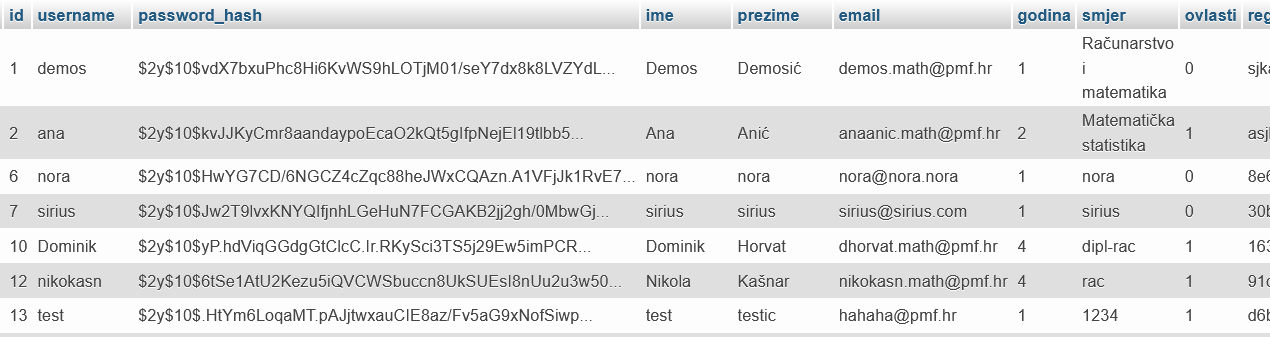 id username password_hash ime prezime email godina smjer ovlasti reg
1 demos $2y$10$vdX7bxuPhc8Hi6KvWS9hLOTjM01/seY7dx8k8LVZYdL... Demos Demosić demos.math@pmf.hr 1 Računarstvo i matematika 0 sjka
2 ana $2y$10$kvJJKyCmr8aandaypoEcaO2kQt5gIfpNejEl19tlbb5... Ana Anić anaanic.math@pmf.hr 2 Matematička statistika 1 asjl
6 nora $2y$10$HwYG7CD/6NGCZ4cZqc88heJWxCQAzn.A1VFjJk1RvE7... nora nora nora@nora.nora 1 nora 0 8e6
7 sirius $2y$10$Jw2T9lvxKNYQIfjnhLGeHuN7FCGAKB2jj2gh/0MbwGj... sirius sirius sirius@sirius.com 1 sirius 0 30b
10 Dominik $2y$10$yP.hdViqGGdgGtClcC.Ir.RKySci3TS5j29Ew5imPCR... Dominik Horvat dhorvat.math@pmf.hr 4 dipl-rac 1 163
12 nikokasn $2y$10$6tSe1AtU2Kezu5iQVCWSbuccn8UkSUEsI8nUu2u3w50... Nikola Kašnar nikokasn.math@pmf.hr 4 rac 1 91c
13 test $2y$10$.HtYm6LoqaMT.pAJjtwxauClE8az/Fv5aG9xNofSiwp... test testic hahaha@pmf.hr 1 1234 1 d6b